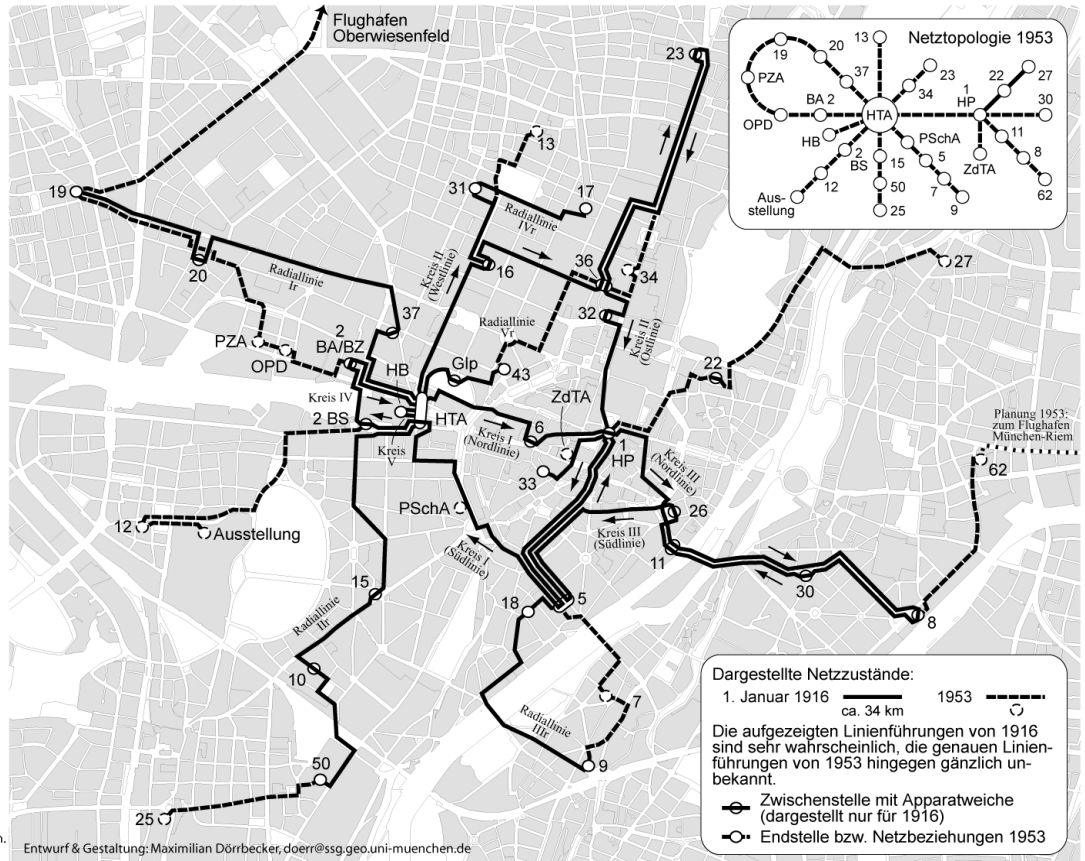 Flughafen
Oberwiesenfeld
23
13
31
17
Radiallinie
IVr
19
20
Radiallinie
Ir
Kreis II
(Westlinie)
16
36
34
32
27
37
Radiallinie
Vr
Kreis II
(Ostlinie)
PZA
OPD
2
BA/BZ
HB
Glp
43
22
Kreis IV
ZdTA
2 BS
HTA
Kreis
V
Kreis I
(Nordlinie)
6
1
HP
Planung 1953:
zum Flughafen
München-Riem
62
33
Kreis III
(Nordlinie)
PSchA
26
12
Ausstellung
Kreis I
(Südlinie)
Kreis III
(Südlinie)
11
30
15
18
5
8
Radiallinie
IIr
10
7
Radiallinie
IIIr
9
50
25
n.
Entwurf & Gestaltung: Maximilian Dörrbecker, doerr@ssg.geo.uni-muenchen.de
Netztopologie 1953
13
19
20
37
23
34
22
27
1
HP
30
PZA
BA 2
HTA
OPD
HB
2
BS
12
Aus-
stellung
15
50
25
PSchA
5
7
9
ZdTA
11
8
62
Dargestellte Netzzustände:
1. Januar 1916
ca. 34 km
1953
Die aufgezeigten Linienführungen von 1916
sind sehr wahrscheinlich, die genauen Linien-
führungen von 1953 hingegen gänzlich un-
bekannt.
Zwischenstelle mit Apparatweiche
(dargestellt nur für 1916)
Endstelle bzw. Netzbeziehungen 1953